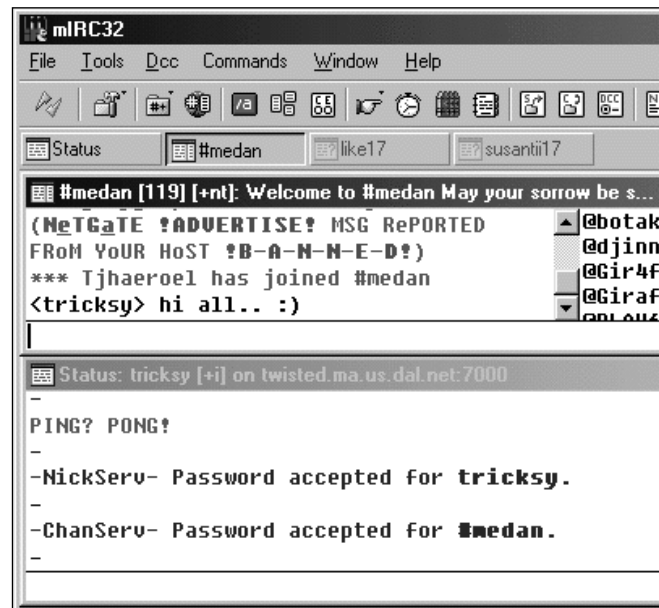 mIRC32
File Tools Dcc Commands Window Help
Status #medan like17 susantii17
#medan [119] [+nt]: Welcome to #medan May your sorrow be s...
(NeTGaTE !ADVERTISE! MSG RePORTED
FRoM YoUR HoST !B-A-N-N-E-D!)
*** Tjhaeroel has joined #medan
<tricksy> hi all.. :)
@botak
@djinn
@Gir4f
@Giraf
Status: tricksy [+i] on twisted.ma.us.dal.net:7000
-
PING? PONG!
-
-NickServ- Password accepted for tricksy.
-
-ChanServ- Password accepted for #medan.
-